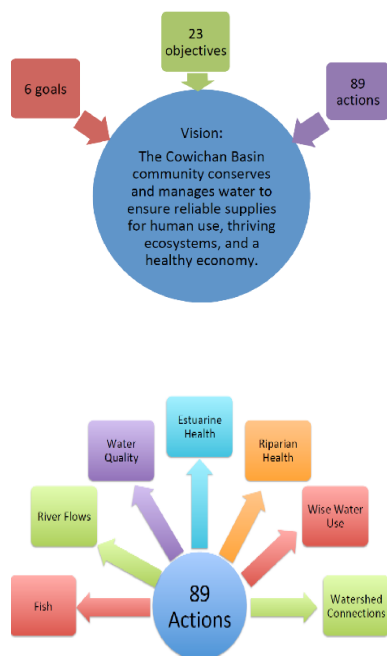 23
objectives
6 goals
89
actions
Vision:
The Cowichan Basin
community conserves
and manages water to
ensure reliable supplies
for human use, thriving
ecosystems, and a
healthy economy.
Estuarine
Health
Water
Quality
Riparian
Health
River Flows
Wise Water
Use
Fish
89
Actions
Watershed
Connections